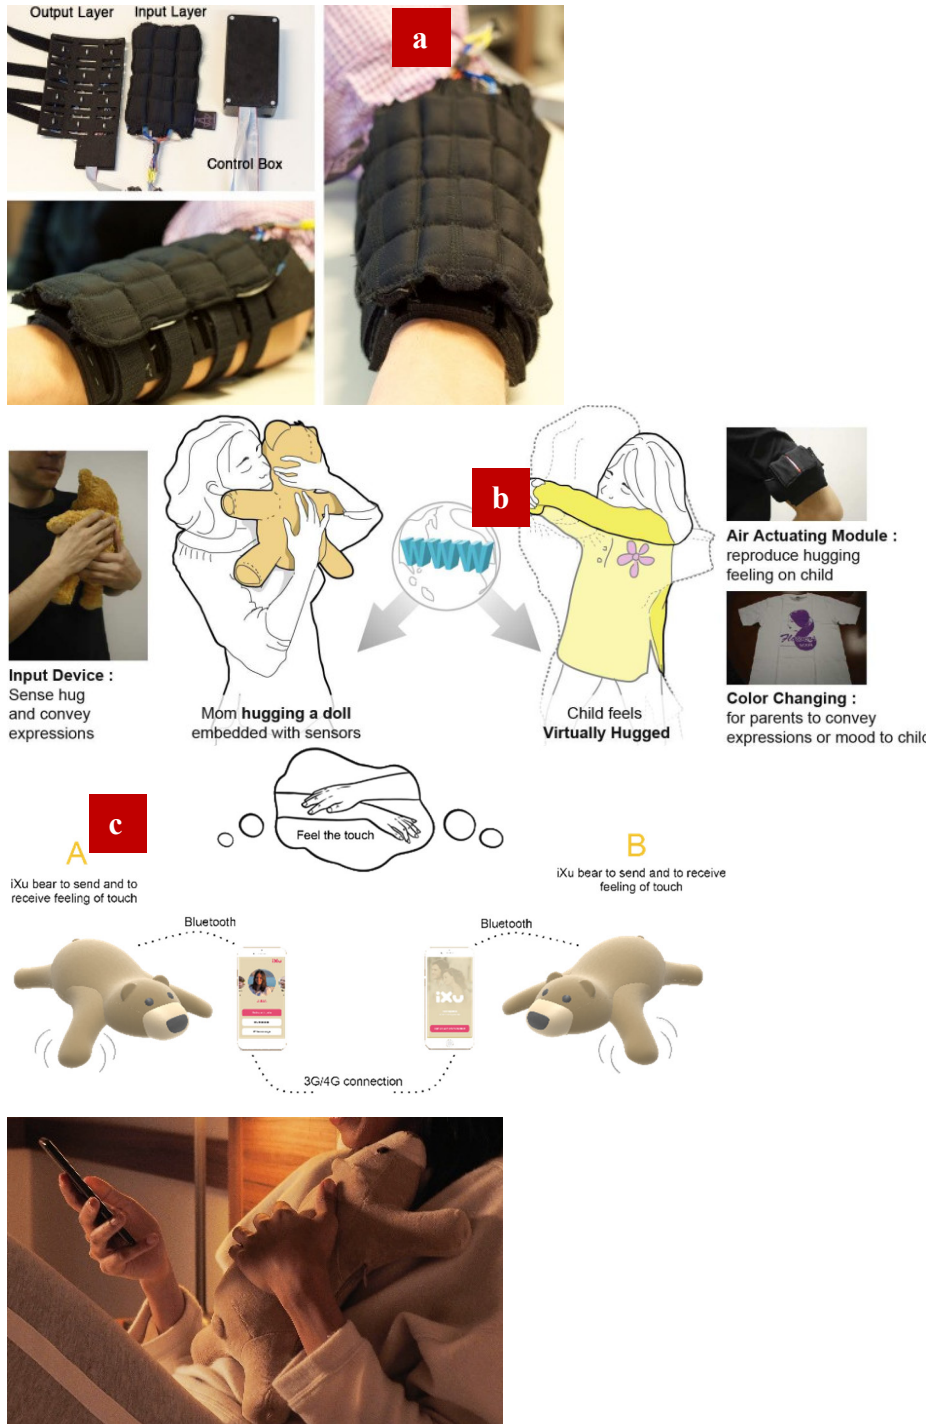 Output Layer
Input Layer
Control Box
a
b
WWW
Input Device :
Sense hug
and convey
expressions
Mom hugging a doll
embedded with sensors
Child feels
Virtually Hugged
Air Actuating Module :
reproduce hugging
feeling on child
Color Changing :
for parents to convey
expressions or mood to chil
c
Feel the touch
A
iXu bear to send and to
receive feeling of touch
B
iXu bear to send and to receive
feeling of touch
Bluetooth
Bluetooth
iXu
3G/4G connection